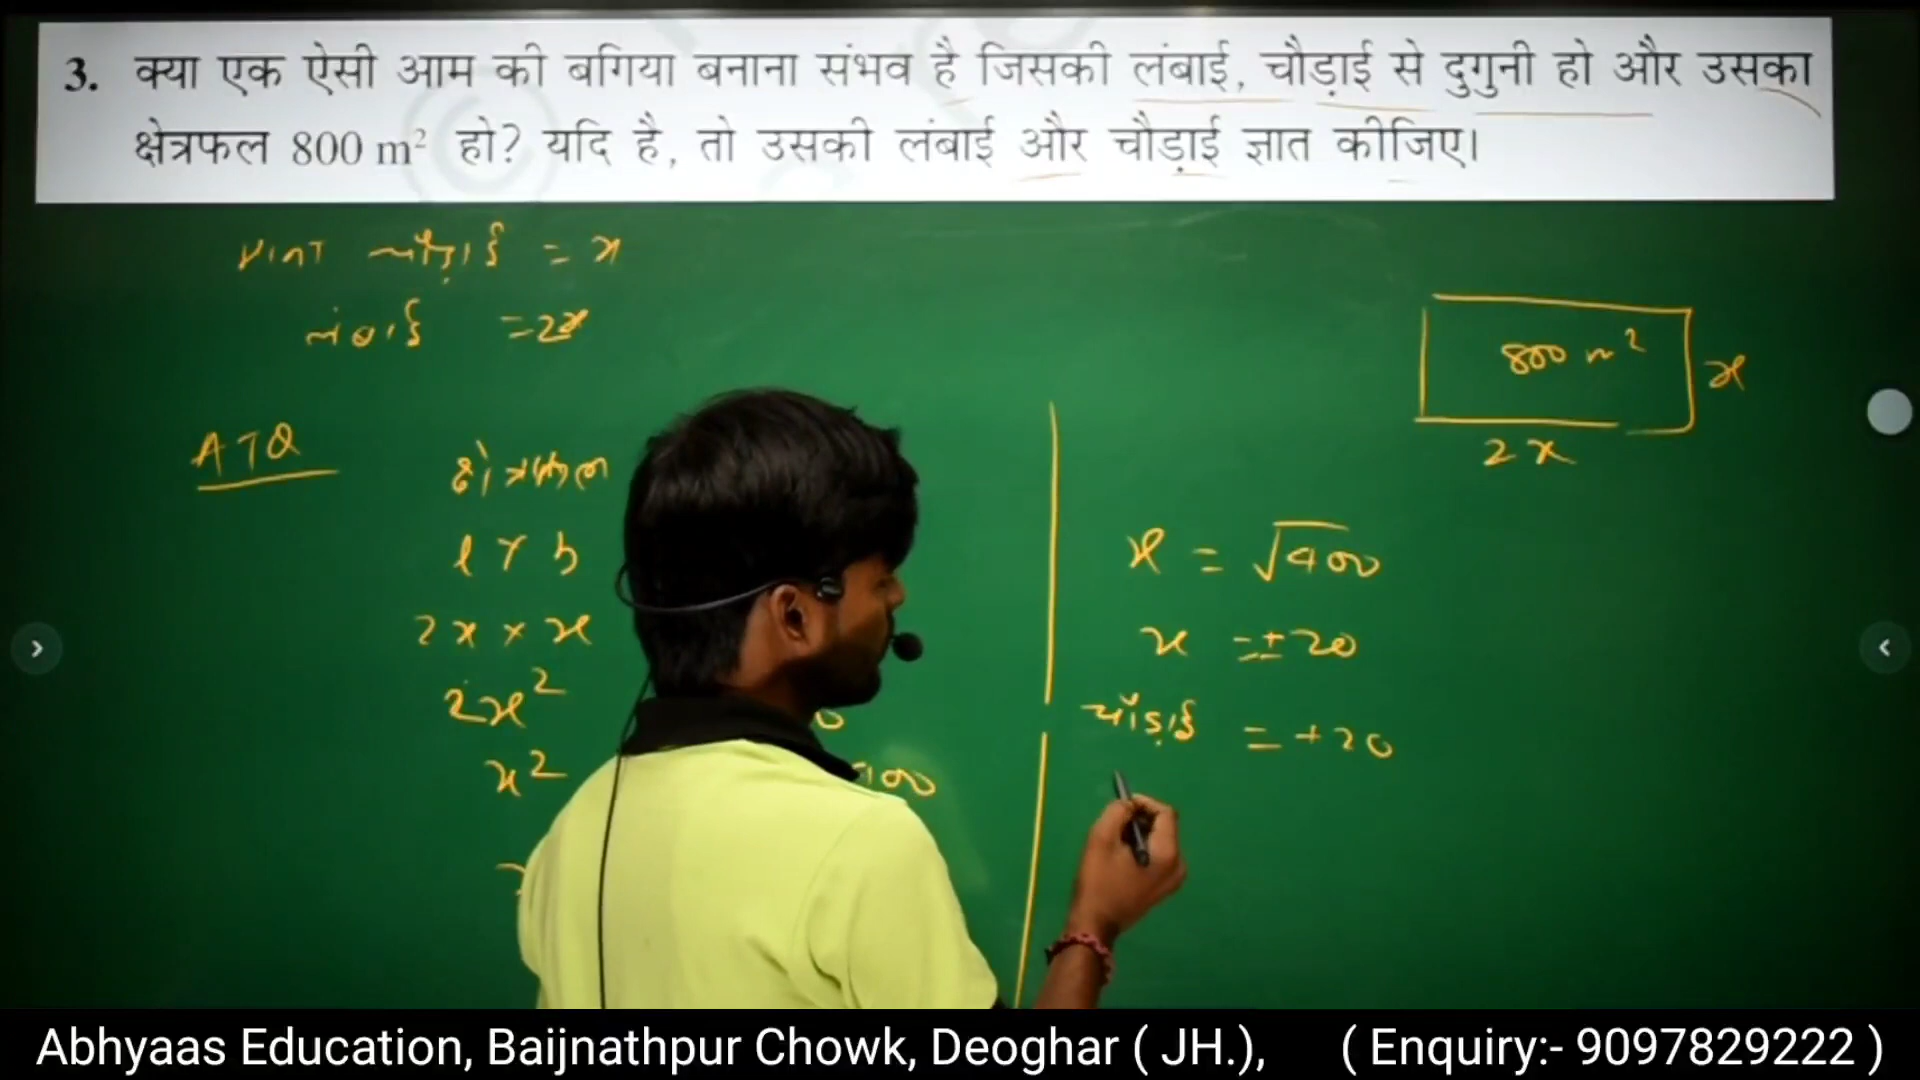 3. क्या एक ऐसी आम की बगिया बनाना संभव है जिसकी लंबाई, चौड़ाई से दुगुनी हो और उसका
क्षेत्रफल 800 m² हो? यदि है, तो उसकी लंबाई और चौड़ाई ज्ञात कीजिए।
माना चौड़ाई = x
लंबाई = 2x
800 m²
x
2x
ATQ
क्षेत्रफल
l × b
2x × x
2x²
x²
x = √400
x = ±20
चौड़ाई = +20
Abhyaas Education, Baijnathpur Chowk, Deoghar ( JH.), ( Enquiry:- 9097829222 )